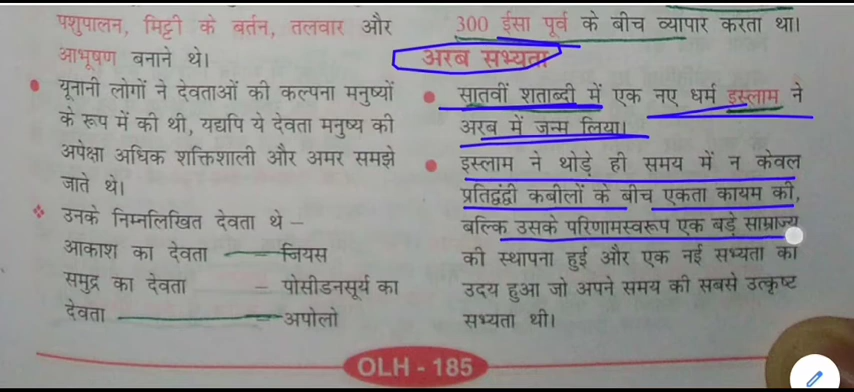 पशुपालन, मिट्टी के बर्तन, तलवार और
आभूषण बनाने थे।
यूनानी लोगों ने देवताओं की कल्पना मनुष्यों
के रूप में की थी, यद्यपि ये देवता मनुष्य की
अपेक्षा अधिक शक्तिशाली और अमर समझे
जाते थे।
उनके निम्नलिखित देवता थे –
आकाश का देवता – जियस
समुद्र का देवता – पोसीडनसूर्य का
देवता – अपोलो
300 ईसा पूर्व के बीच व्यापार करता था।
अरब सभ्यता
सातवीं शताब्दी में एक नए धर्म इस्लाम ने
अरब में जन्म लिया।
इस्लाम ने थोड़े ही समय में न केवल
प्रतिद्वंद्वी कबीलों के बीच एकता कायम की,
बल्कि उसके परिणामस्वरूप एक बड़े साम्राज्य
की स्थापना हुई और एक नई सभ्यता का
उदय हुआ जो अपने समय की सबसे उत्कृष्ट
सभ्यता थी।
OLH - 185